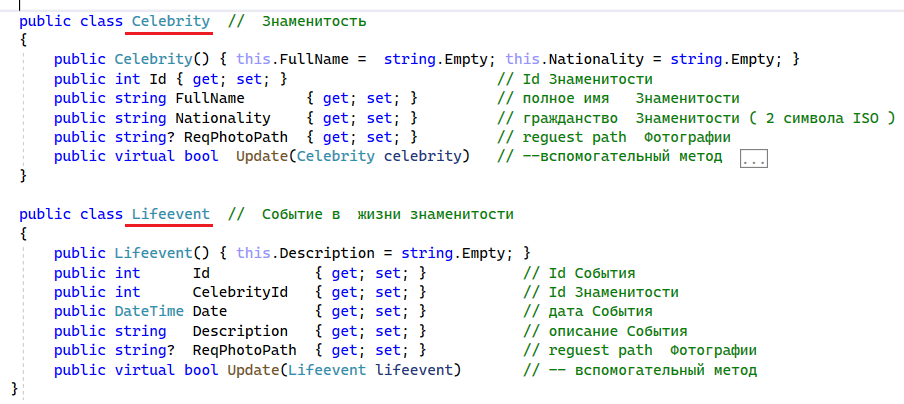 public class Celebrity  //  Знаменитость
{
    public Celebrity() { this.FullName =  string.Empty; this.Nationality = string.Empty; }
    public int Id { get; set; }                        // Id Знаменитости
    public string FullName       { get; set; }         // полное имя   Знаменитости
    public string Nationality    { get; set; }         // гражданство  Знаменитости ( 2 символа ISO )
    public string? ReqPhotoPath  { get; set; }         // reguest path  Фотографии
    public virtual bool  Update(Celebrity celebrity)   // --вспомогательный метод  ...
}
public class Lifeevent  //  Событие в  жизни знаменитости
{
    public Lifeevent() { this.Description = string.Empty; }
    public int      Id            { get; set; }           // Id События
    public int      CelebrityId   { get; set; }           // Id Знаменитости
    public DateTime Date          { get; set; }           // дата События
    public string   Description   { get; set; }           // описание События
    public string?  ReqPhotoPath  { get; set; }           // reguest path  Фотографии
    public virtual bool Update(Lifeevent lifeevent)       // -- вспомогательный метод
}